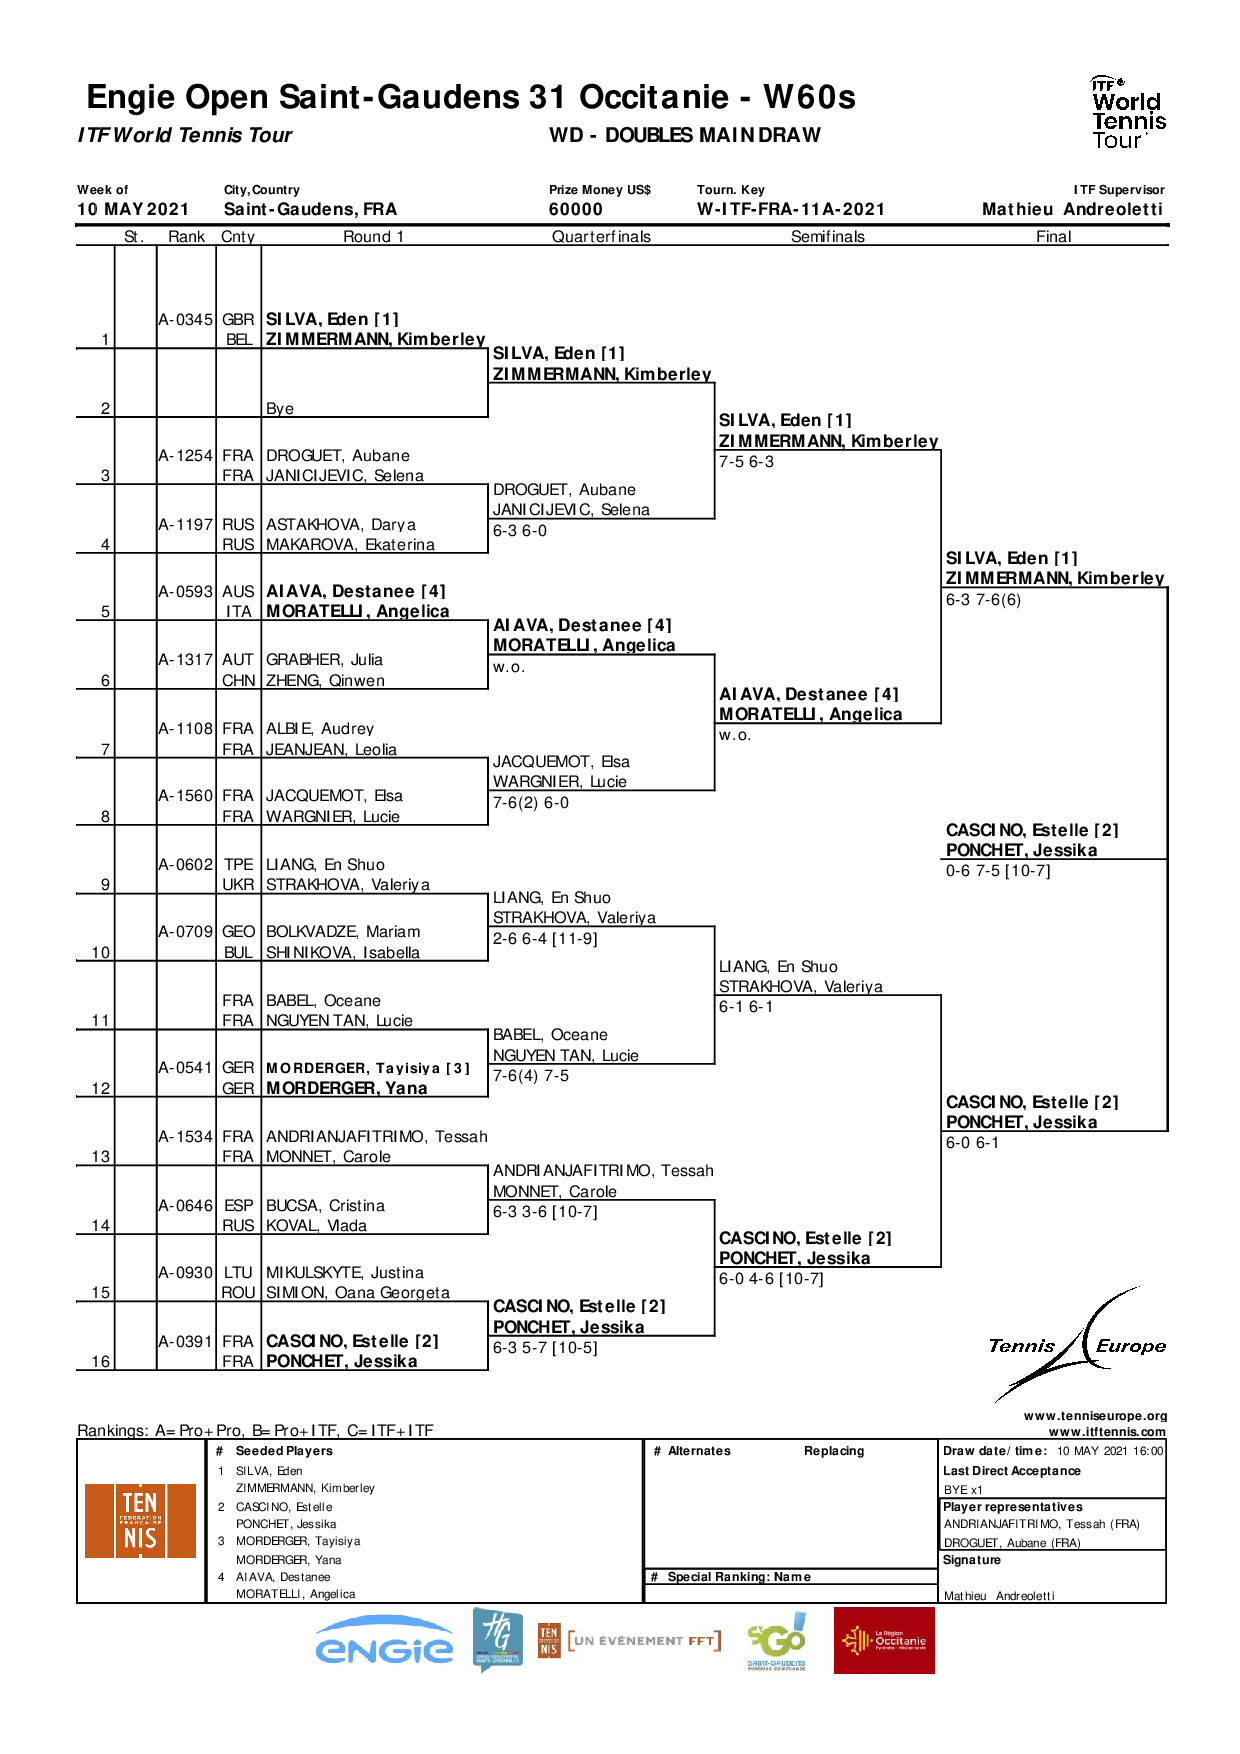 Engie Open Saint-Gaudens 31 Occitanie - W60s
ITF World Tennis Tour
WD - DOUBLES MAIN DRAW
ITF
World
Tennis
Tour
Week of City,Country Prize Money US$ Tourn. Key ITF Supervisor
10 MAY 2021 Saint-Gaudens, FRA 60000 W-ITF-FRA-11A-2021 Mathieu Andreoletti
St. Rank Cnty Round 1 Quarterfinals Semifinals Final
A-0345 GBR SILVA, Eden [1]
1 BEL ZIMMERMANN, Kimberley
SILVA, Eden [1]
ZIMMERMANN, Kimberley
2 Bye
SILVA, Eden [1]
ZIMMERMANN, Kimberley
7-5 6-3
A-1254 FRA DROGUET, Aubane
3 FRA JANICIJEVIC, Selena
DROGUET, Aubane
JANICIJEVIC, Selena
6-3 6-0
A-1197 RUS ASTAKHOVA, Darya
4 RUS MAKAROVA, Ekaterina
SILVA, Eden [1]
ZIMMERMANN, Kimberley
6-3 7-6(6)
A-0593 AUS AIAVA, Destanee [4]
5 ITA MORATELLI, Angelica
AIAVA, Destanee [4]
MORATELLI, Angelica
w.o.
A-1317 AUT GRABHER, Julia
6 CHN ZHENG, Qinwen
AIAVA, Destanee [4]
MORATELLI, Angelica
w.o.
A-1108 FRA ALBIE, Audrey
7 FRA JEANJEAN, Leolia
JACQUEMOT, Elsa
WARGNIER, Lucie
7-6(2) 6-0
A-1560 FRA JACQUEMOT, Elsa
8 FRA WARGNIER, Lucie
CASCINO, Estelle [2]
PONCHET, Jessika
0-6 7-5 [10-7]
A-0602 TPE LIANG, En Shuo
9 UKR STRAKHOVA, Valeriya
LIANG, En Shuo
STRAKHOVA, Valeriya
2-6 6-4 [11-9]
A-0709 GEO BOLKVADZE, Mariam
10 BUL SHINIKOVA, Isabella
LIANG, En Shuo
STRAKHOVA, Valeriya
6-1 6-1
FRA BABEL, Oceane
11 FRA NGUYEN TAN, Lucie
BABEL, Oceane
NGUYEN TAN, Lucie
7-6(4) 7-5
A-0541 GER MORDERGER, Tayisiya [3]
12 GER MORDERGER, Yana
CASCINO, Estelle [2]
PONCHET, Jessika
6-0 6-1
A-1534 FRA ANDRIANJAFITRIMO, Tessah
13 FRA MONNET, Carole
ANDRIANJAFITRIMO, Tessah
MONNET, Carole
6-3 3-6 [10-7]
A-0646 ESP BUCSA, Cristina
14 RUS KOVAL, Vlada
CASCINO, Estelle [2]
PONCHET, Jessika
6-0 4-6 [10-7]
A-0930 LTU MIKULSKYTE, Justina
15 ROU SIMION, Oana Georgeta
CASCINO, Estelle [2]
PONCHET, Jessika
6-3 5-7 [10-5]
A-0391 FRA CASCINO, Estelle [2]
16 FRA PONCHET, Jessika
Tennis Europe
www.tenniseurope.org
Rankings: A= Pro+Pro, B= Pro+ITF, C= ITF+ITF
www.itftennis.com
# Seeded Players
1 SILVA, Eden
ZIMMERMANN, Kimberley
2 CASCINO, Estelle
PONCHET, Jessika
3 MORDERGER, Tayisiya
MORDERGER, Yana
4 AIAVA, Destanee
MORATELLI, Angelica
# Alternates Replacing
# Special Ranking: Name
Draw date/time: 10 MAY 2021 16:00
Last Direct Acceptance
BYE x1
Player representatives
ANDRIANJAFITRIMO, Tessah (FRA)
DROGUET, Aubane (FRA)
Signature
Mathieu Andreoletti
TEN
FEDERATION
FRANCAISE
NIS
ENGIE
HG
TEN
NIS
[UN ÉVÉNEMENT FFT]
GO
SAINT-GAUDENS
La Région
Occitanie